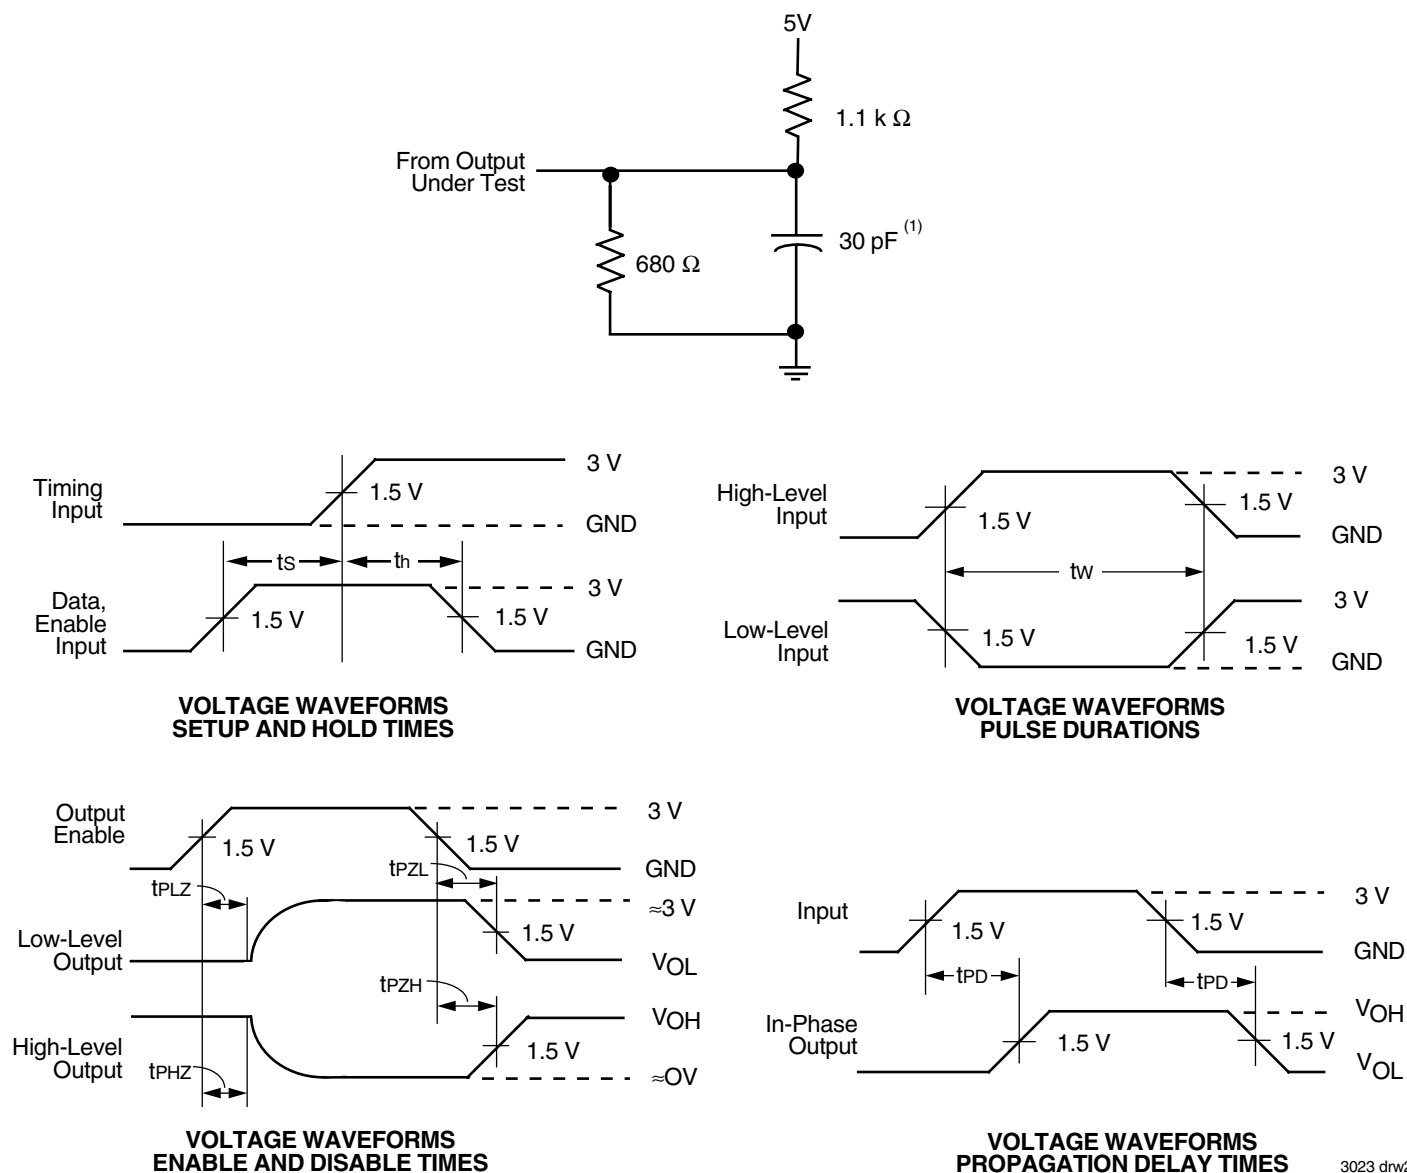 5V
1.1 k Ω
From Output
Under Test
30 pF (1)
680 Ω
Timing
Input
3 V
1.5 V
GND
tS
th
Data,
Enable
Input
3 V
1.5 V
1.5 V
GND
VOLTAGE WAVEFORMS
SETUP AND HOLD TIMES
High-Level
Input
3 V
1.5 V
1.5 V
GND
tW
Low-Level
Input
3 V
1.5 V
1.5 V
GND
VOLTAGE WAVEFORMS
PULSE DURATIONS
Output
Enable
3 V
1.5 V
1.5 V
GND
tPLZ
tPZL
Low-Level
Output
≈3 V
1.5 V
VOL
tPZH
High-Level
Output
VOH
1.5 V
≈OV
tPHZ
VOLTAGE WAVEFORMS
ENABLE AND DISABLE TIMES
Input
3 V
1.5 V
1.5 V
GND
tPD
tPD
In-Phase
Output
VOH
1.5 V
1.5 V
VOL
VOLTAGE WAVEFORMS
PROPAGATION DELAY TIMES
3023 drw2